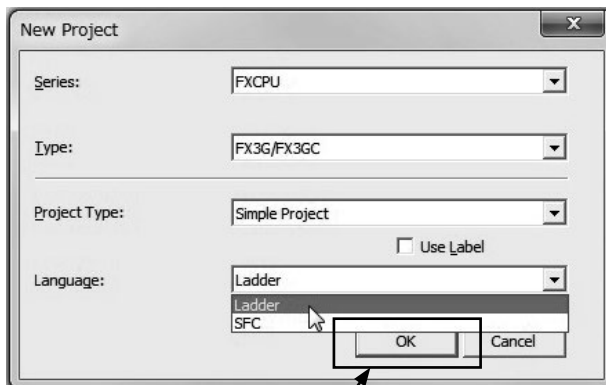 New Project
Series: FXCPU
Type: FX3G/FX3GC
Project Type: Simple Project
Use Label
Language: Ladder
Ladder
SFC
OK Cancel